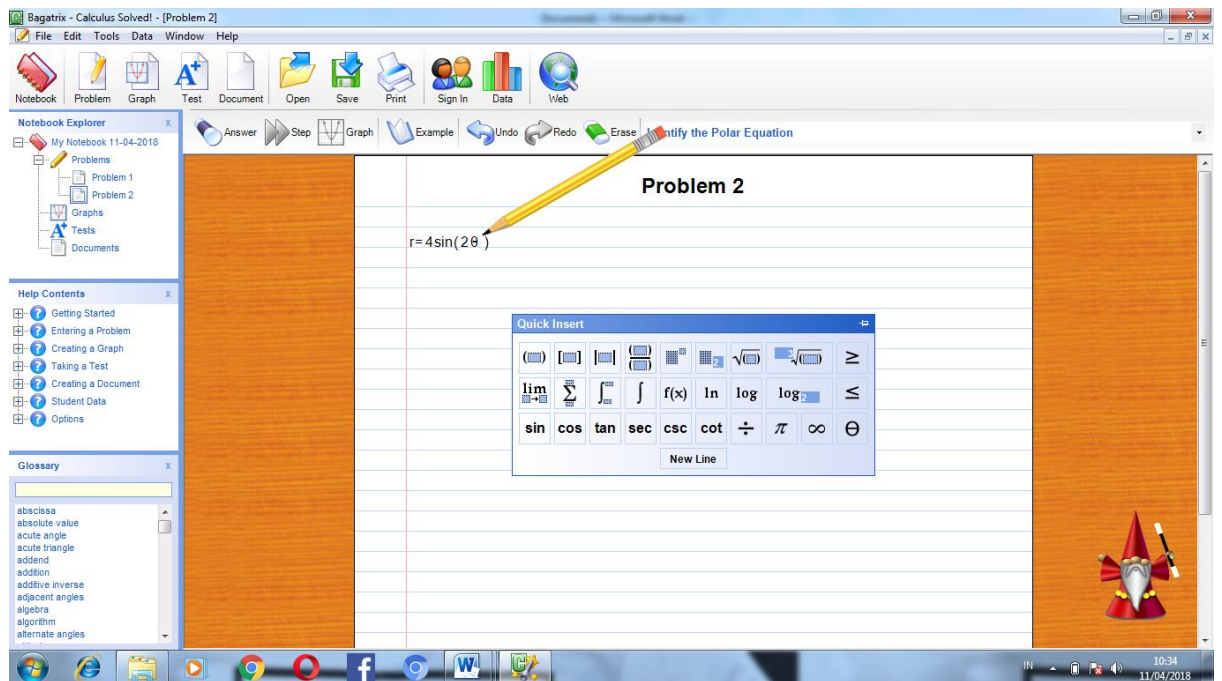 Bagatrix - Calculus Solved! - [Problem 2]
File Edit Tools Data Window Help
Notebook Problem Graph Test Document Open Save Print Sign In Data Web
Notebook Explorer x
My Notebook 11-04-2018
Problems
Problem 1
Problem 2
Graphs
A+ Tests
Documents
Help Contents x
Getting Started
Entering a Problem
Creating a Graph
Taking a Test
Creating a Document
Student Data
Options
Glossary x
abscissa
absolute value
acute angle
acute triangle
addend
addition
additive inverse
adjacent angles
algebra
algorithm
alternate angles
Answer Step Graph Example Undo Redo Erase the Polar Equation
Problem 2
r=4sin(2θ )
Quick Insert
(▒) [▒] |▒| (▒)/(▒) ▒^▒ ▒2 √(▒) 3√(▒) ≥
lim ∑ ∫ ∫ f(x) ln log log2 ≤
sin cos tan sec csc cot ÷ π ∞ θ
New Line
IN
10:34
11/04/2018